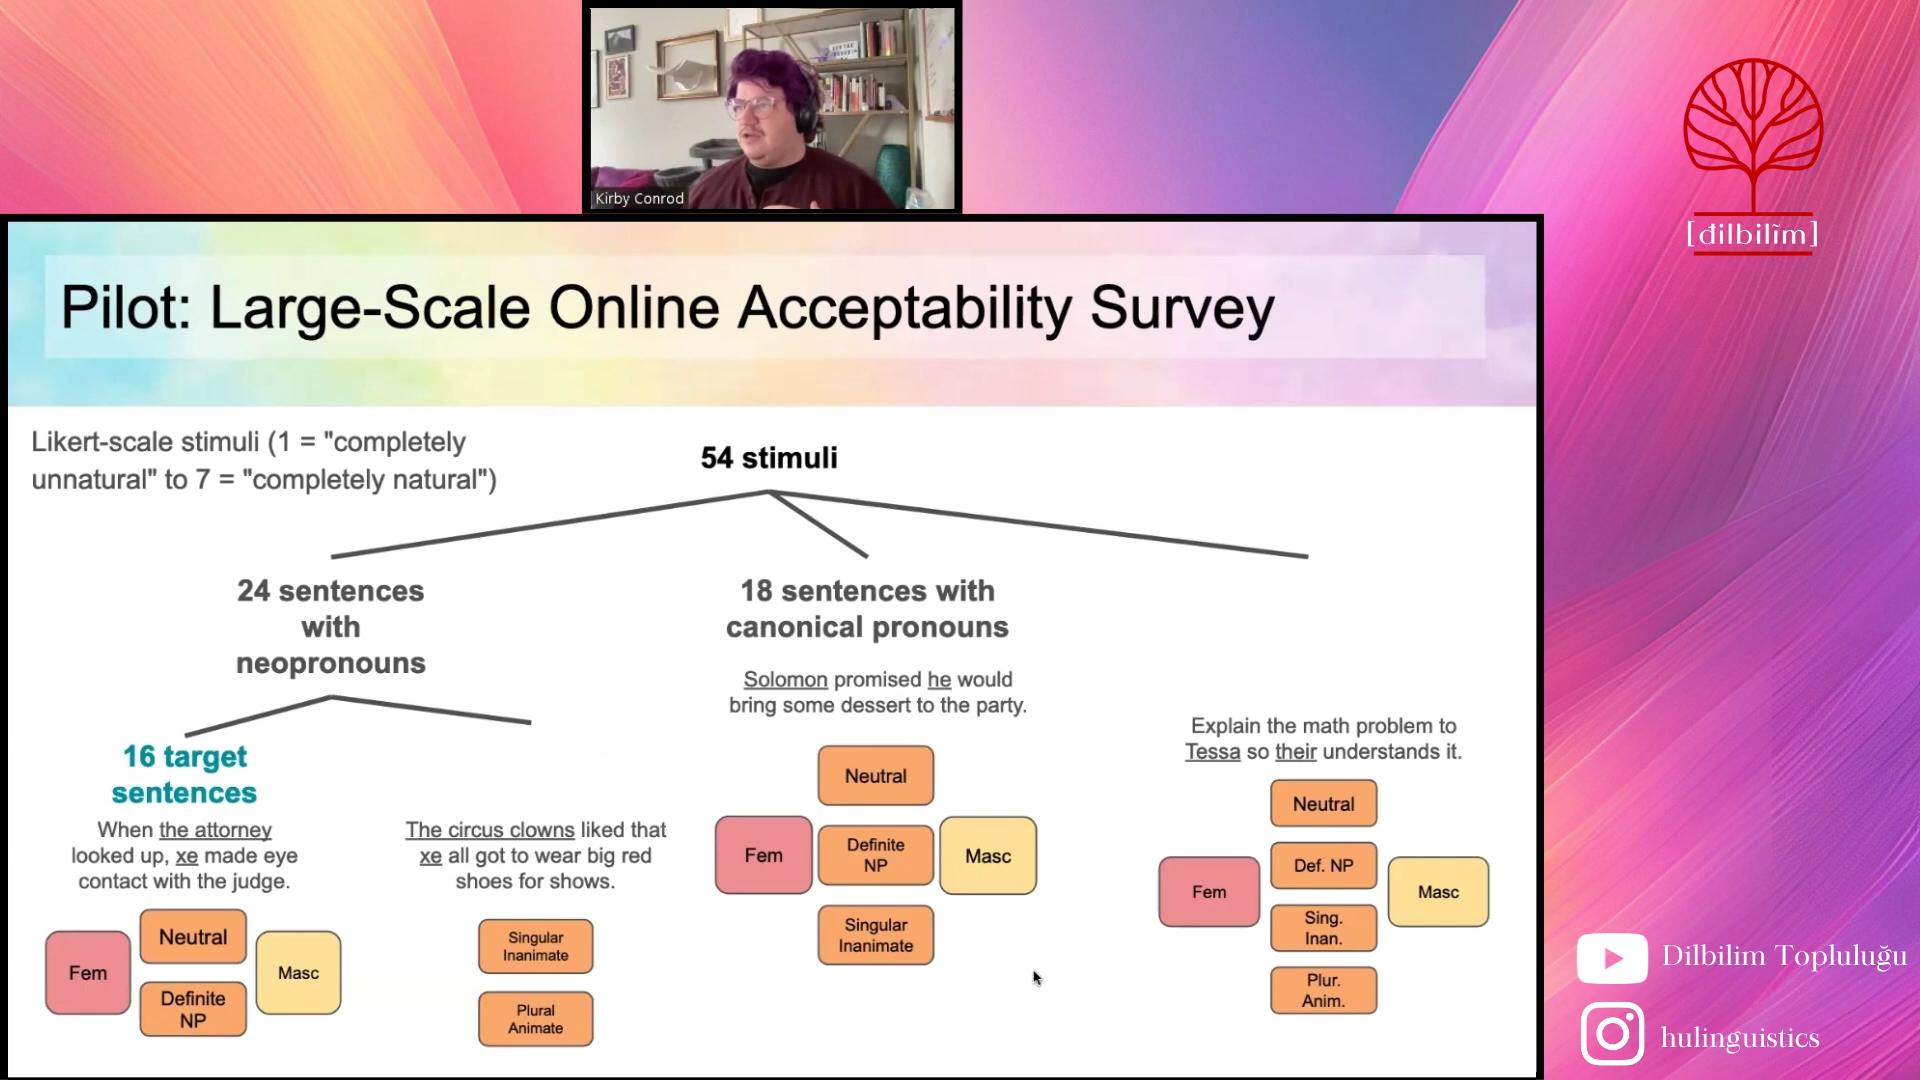 Kirby Conrod
[đilbilĩm]
Pilot: Large-Scale Online Acceptability Survey
Likert-scale stimuli (1 = "completely
unnatural" to 7 = "completely natural")
54 stimuli
24 sentences
with
neopronouns
18 sentences with
canonical pronouns
Solomon promised he would
bring some dessert to the party.
16 target
sentences
When the attorney
looked up, xe made eye
contact with the judge.
The circus clowns liked that
xe all got to wear big red
shoes for shows.
Explain the math problem to
Tessa so their understands it.
Fem
Neutral
Definite
NP
Masc
Singular
Inanimate
Plural
Animate
Neutral
Fem
Definite
NP
Masc
Singular
Inanimate
Neutral
Fem
Def. NP
Masc
Sing.
Inan.
Plur.
Anim.
Dilbilim Topluluğu
hulinguistics